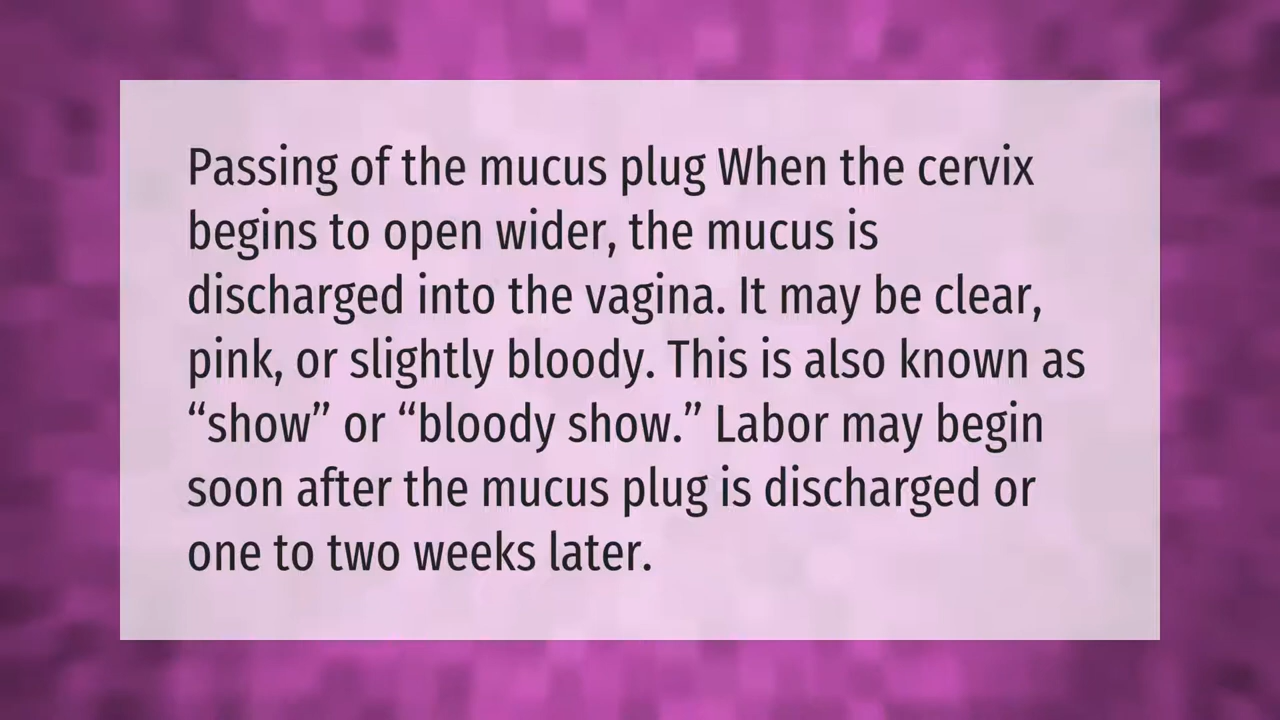 Passing of the mucus plug When the cervix
begins to open wider, the mucus is
discharged into the vagina. It may be clear,
pink, or slightly bloody. This is also known as
“show” or “bloody show.” Labor may begin
soon after the mucus plug is discharged or
one to two weeks later.